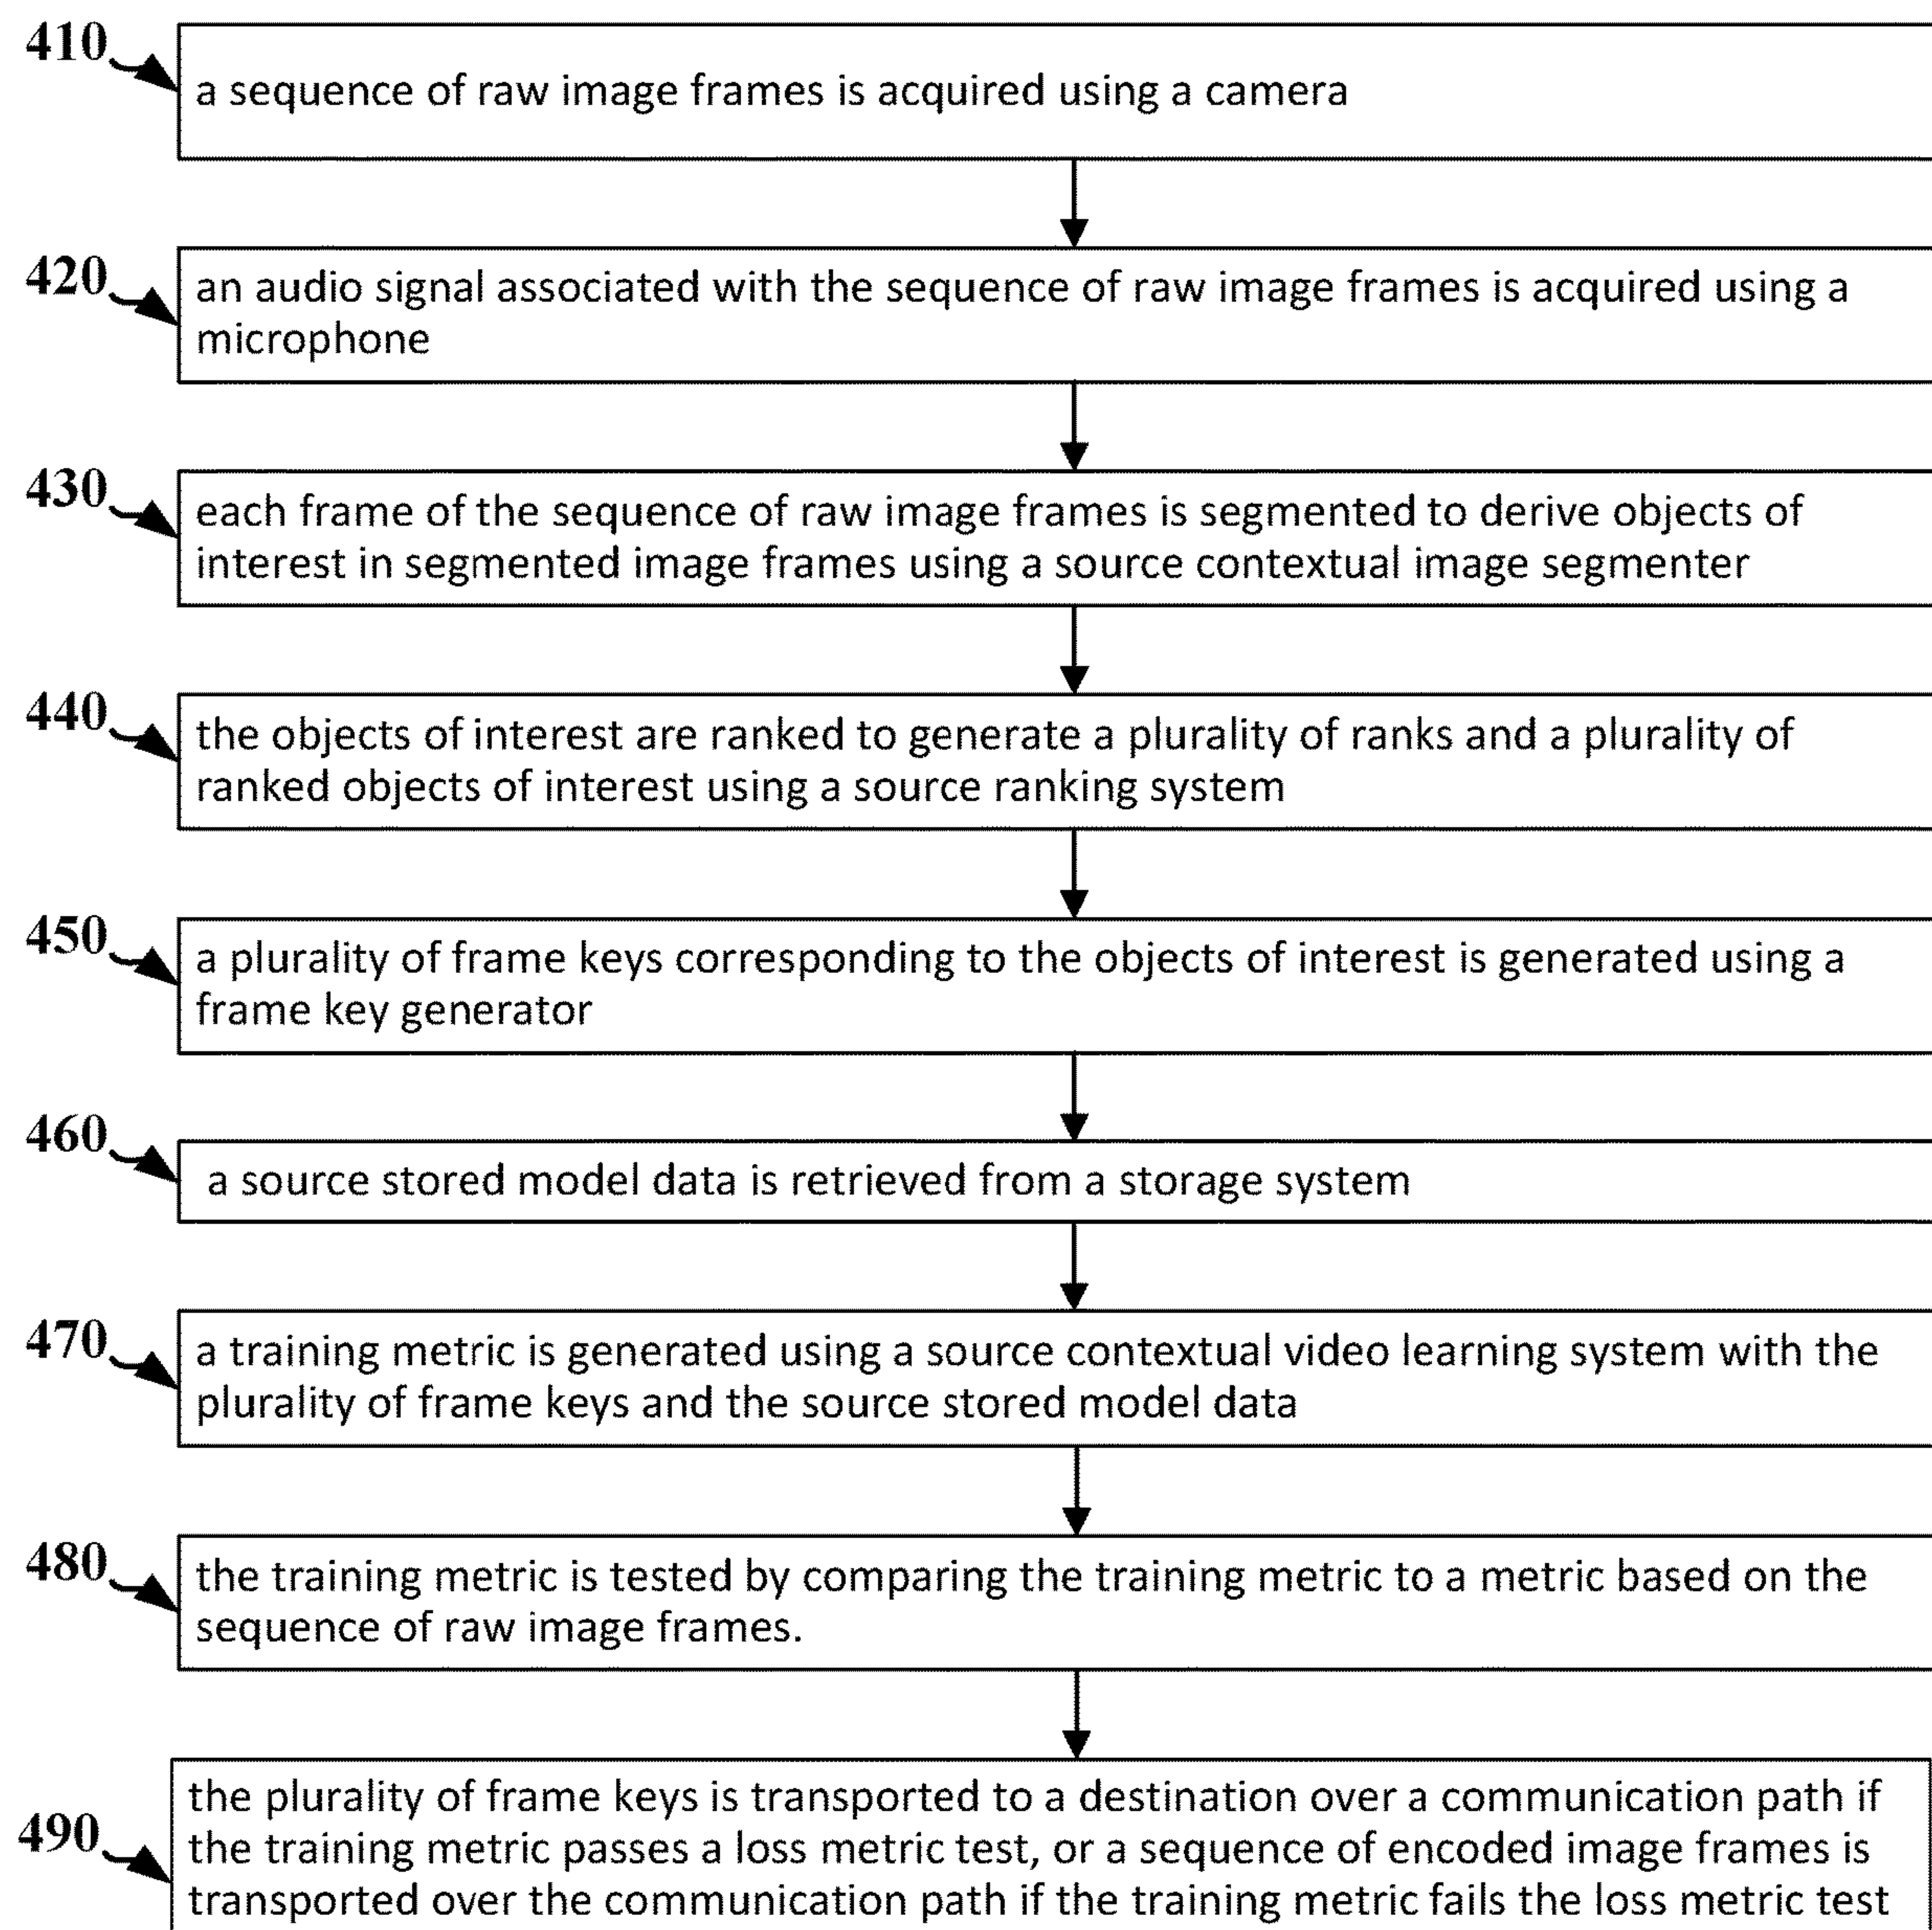 410
a sequence of raw image frames is acquired using a camera
420
an audio signal associated with the sequence of raw image frames is acquired using a
microphone
430
each frame of the sequence of raw image frames is segmented to derive objects of
interest in segmented image frames using a source contextual image segmenter
440
the objects of interest are ranked to generate a plurality of ranks and a plurality of
ranked objects of interest using a source ranking system
450
a plurality of frame keys corresponding to the objects of interest is generated using a
frame key generator
460
a source stored model data is retrieved from a storage system
470
a training metric is generated using a source contextual video learning system with the
plurality of frame keys and the source stored model data
480
the training metric is tested by comparing the training metric to a metric based on the
sequence of raw image frames.
490
the plurality of frame keys is transported to a destination over a communication path if
the training metric passes a loss metric test, or a sequence of encoded image frames is
transported over the communication path if the training metric fails the loss metric test